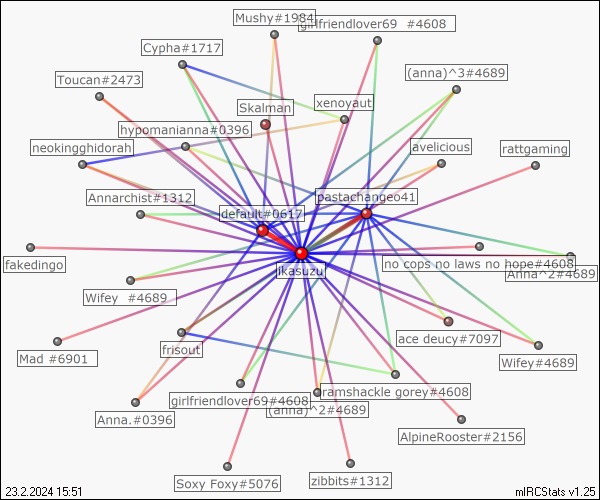 Mushy#1984
girlfriendlover69 #4608
Cypha#1717
(anna)^3#4689
Toucan#2473
Skalman
xenoyaut
hypomanianna#0396
neokingghidorah
avelicious
rattgaming
Annarchist#1312
pastachangeo41
default#0617
fakedingo
ikasuzu
no cops no laws no hope#4608
Anna^2#4689
Wifey #4689
ace deucy#7097
frisout
Mad #6901
Wifey#4689
ramshackle gorey#4608
girlfriendlover69#4608
(anna)^2#4689
Anna.#0396
AlpineRooster#2156
Soxy Foxy#5076
zibbits#1312
23.2.2024 15:51
mIRCStats v1.25